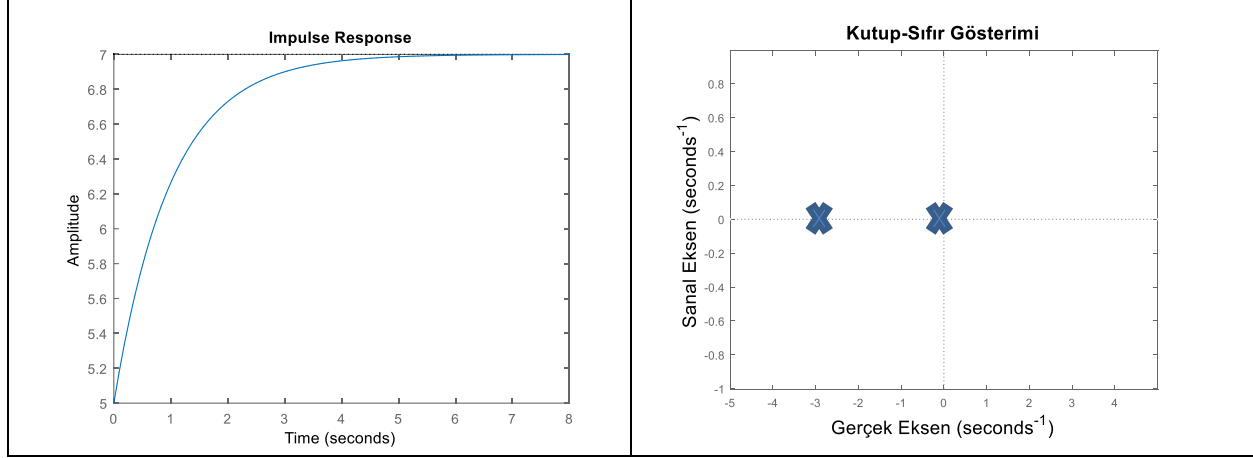 Impulse Response
7
6.8
6.6
6.4
6.2
6
5.8
5.6
5.4
5.2
5
0 1 2 3 4 5 6 7 8
Amplitude
Time (seconds)
Kutup-Sıfır Gösterimi
0.8
0.6
0.4
0.2
0
-0.2
-0.4
-0.6
-0.8
-1
-5 -4 -3 -2 -1 0 1 2 3 4
Sanal Eksen (seconds-1)
Gerçek Eksen (seconds-1)